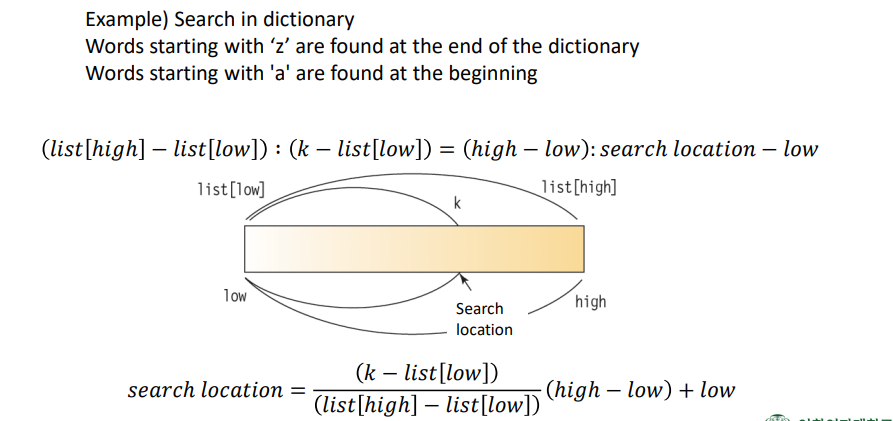 Example) Search in dictionary
Words starting with ‘z’ are found at the end of the dictionary
Words starting with 'a' are found at the beginning
(list[high] − list[low]) : (k − list[low]) = (high − low): search location − low
list[low]
k
list[high]
low
Search
location
high
search location = (k − list[low]) / (list[high] − list[low]) (high − low) + low